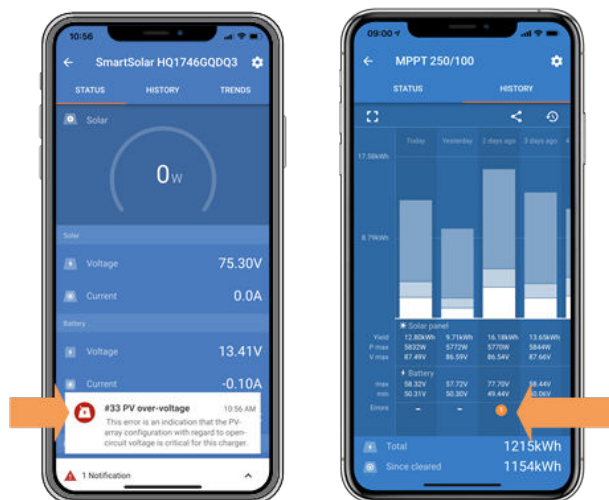 10:56
SmartSolar HQ1746GQDQ3
STATUS HISTORY TRENDS
Solar
0W
Solar
Voltage 75.30V
Current 0.0A
Battery
Voltage 13.41V
Current -0.10A
#33 PV over-voltage 10:56 AM
This error is an indication that the PV-
array configuration with regard to open-
circuit voltage is critical for this charger.
1 Notification
09:00
MPPT 250/100
STATUS HISTORY
Today Yesterday 2 days ago 3 days ago
17.58kWh
8.79kWh
Solar panel
Yield 12.80kWh 9.71kWh 16.18kWh 13.65kWh
P max 5832W 5772W 5770W 5844W
V max 87.49V 86.59V 86.54V 87.66V
Battery
max 58.32V 57.72V 77.70V 58.44V
min 50.31V 50.30V 49.44V 50.06V
Errors - - 1
Total 1215kWh
Since cleared 1154kWh